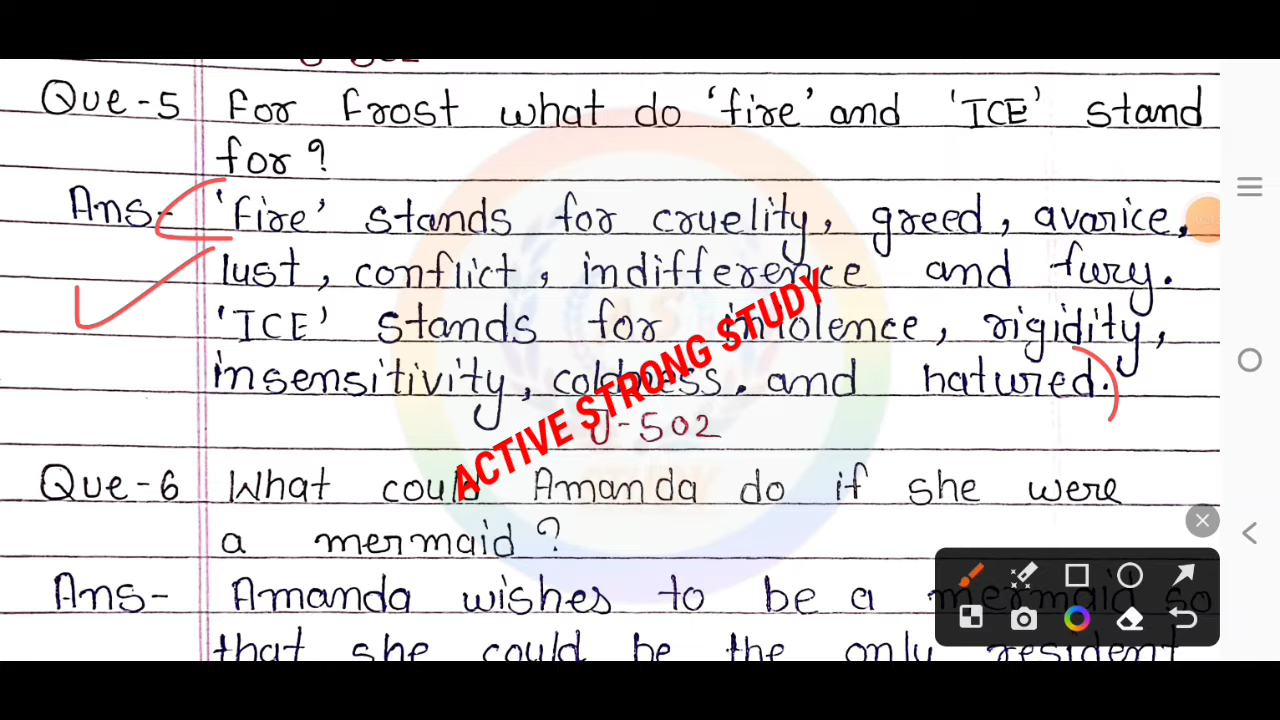 Que-5 For Frost what do 'fire' and 'ICE' stand
for?
Ans- 'Fire' stands for cruelity, greed, avarice,
lust, conflict, indifference and fury.
'ICE' stands for intolence, rigidity,
insensitivity, coldness. and hatured.
J-502
ACTIVE STRONG STUDY
Que-6 What could Amanda do if she were
a mermaid?
Ans- Amanda wishes to be a mermaid so
that she could be the only resident